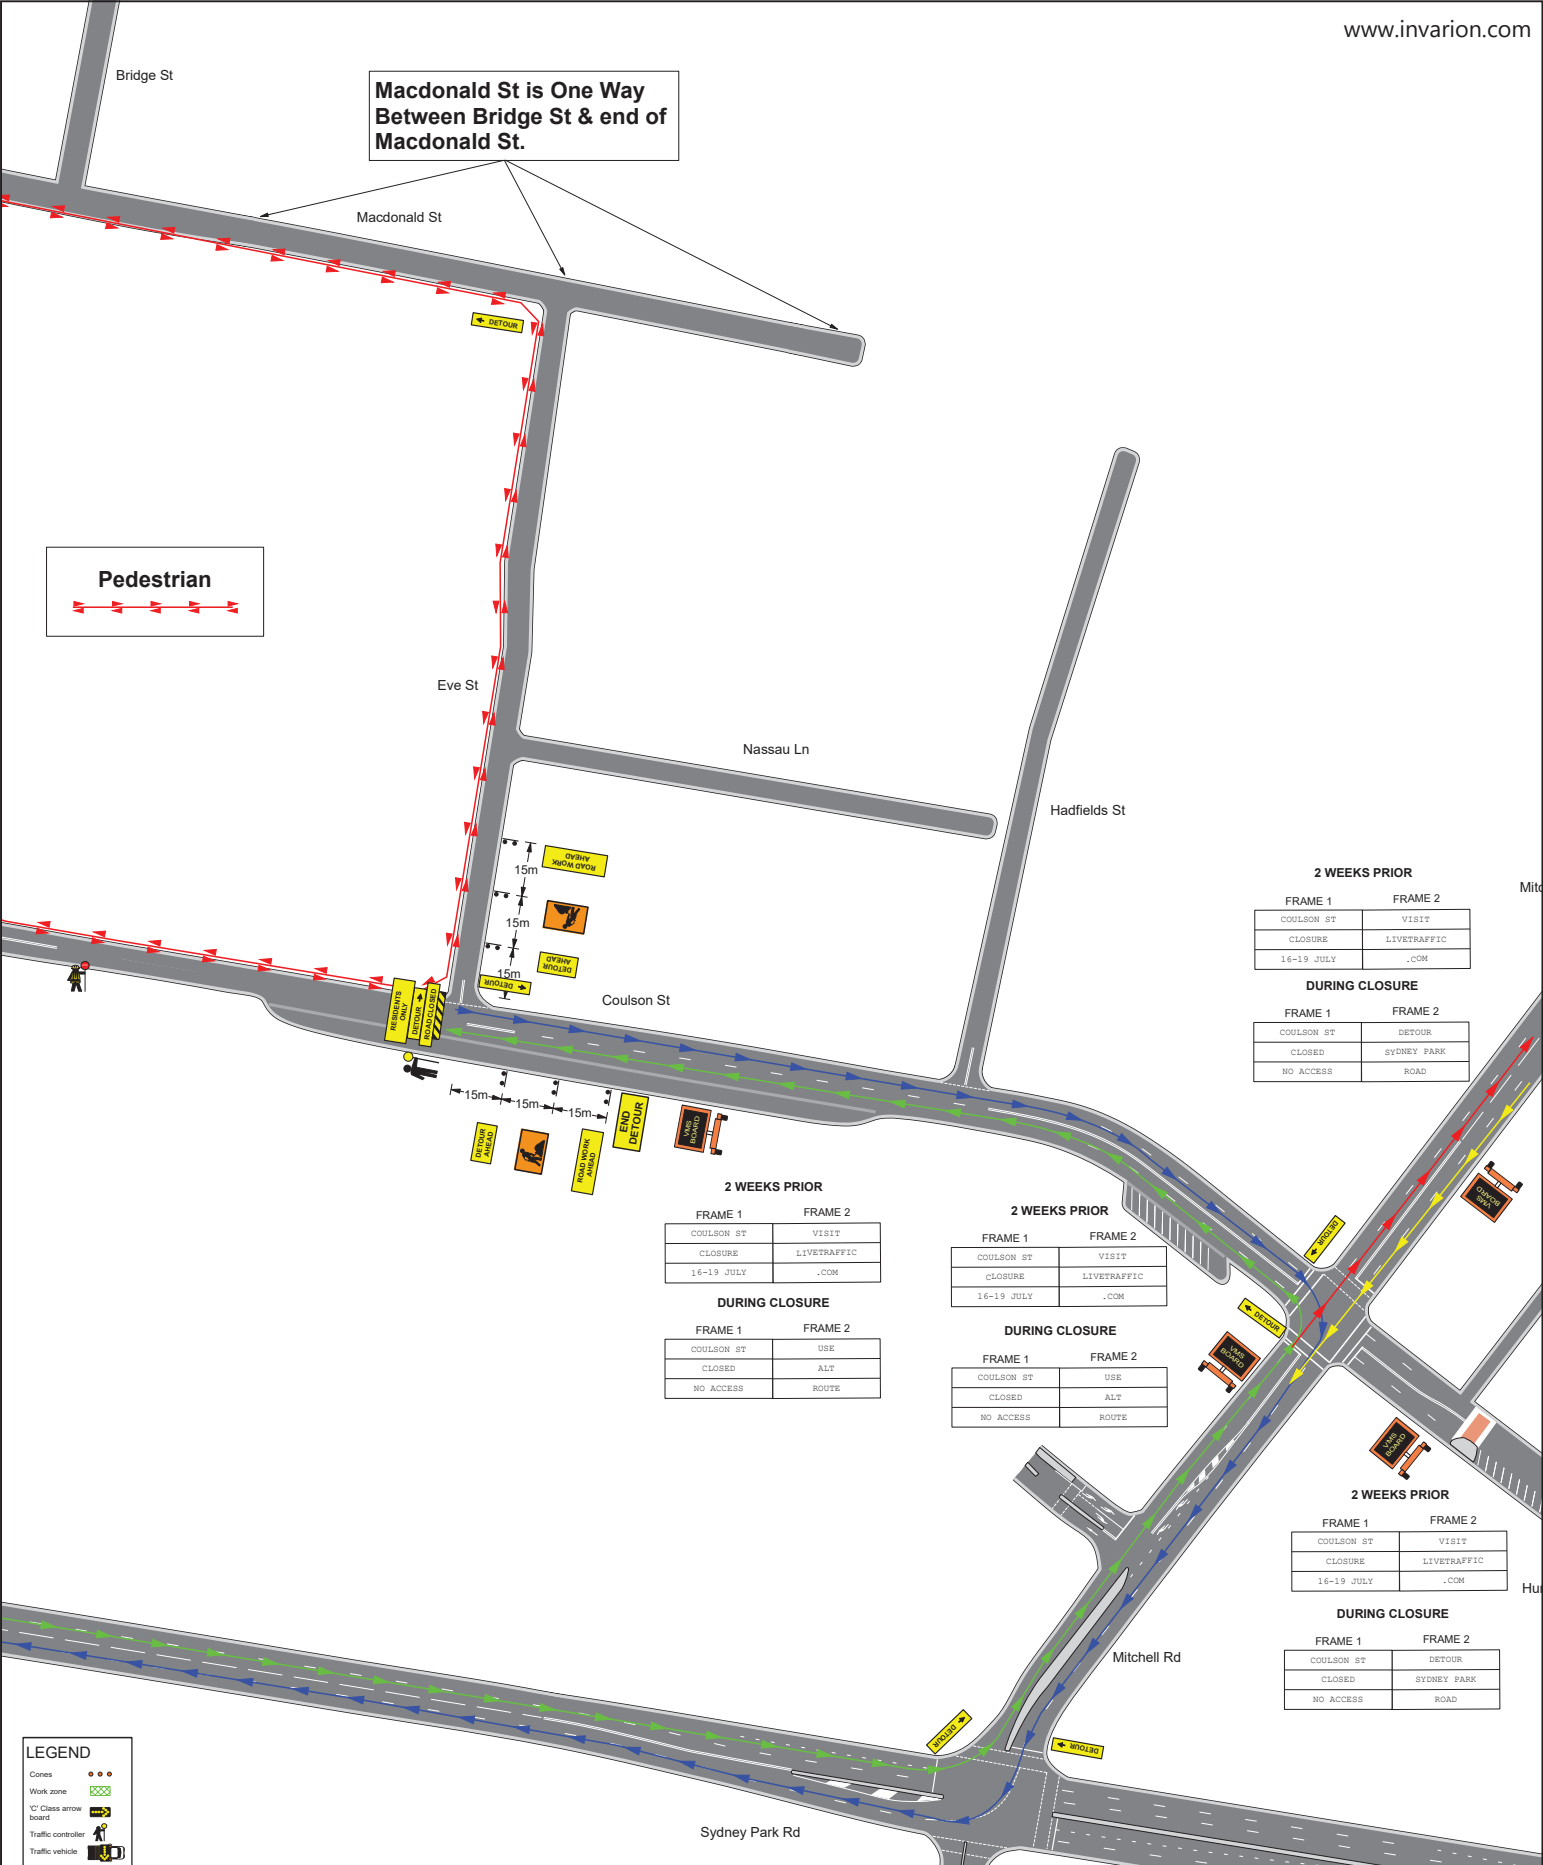 www.invarion.com
Bridge St
Macdonald St is One Way
Between Bridge St & end of
Macdonald St.
Macdonald St
DETOUR
Pedestrian
Eve St
Nassau Ln
Hadfields St
ROAD WORK
AHEAD
15m
15m
DETOUR
AHEAD
15m
DETOUR
Coulson St
RESIDENTS
ONLY
DETOUR
ROAD CLOSED
15m
15m
15m
DETOUR
AHEAD
ROAD WORK
AHEAD
END
DETOUR
VMS
BOARD
2 WEEKS PRIOR
FRAME 1 FRAME 2
COULSON ST VISIT
CLOSURE LIVETRAFFIC
16-19 JULY .COM
DURING CLOSURE
FRAME 1 FRAME 2
COULSON ST DETOUR
CLOSED SYDNEY PARK
NO ACCESS ROAD
VMS
BOARD
DETOUR
DETOUR
VMS
BOARD
2 WEEKS PRIOR
FRAME 1 FRAME 2
COULSON ST VISIT
CLOSURE LIVETRAFFIC
16-19 JULY .COM
DURING CLOSURE
FRAME 1 FRAME 2
COULSON ST USE
CLOSED ALT
NO ACCESS ROUTE
2 WEEKS PRIOR
FRAME 1 FRAME 2
COULSON ST VISIT
CLOSURE LIVETRAFFIC
16-19 JULY .COM
DURING CLOSURE
FRAME 1 FRAME 2
COULSON ST USE
CLOSED ALT
NO ACCESS ROUTE
VMS
BOARD
2 WEEKS PRIOR
FRAME 1 FRAME 2
COULSON ST VISIT
CLOSURE LIVETRAFFIC
16-19 JULY .COM
DURING CLOSURE
FRAME 1 FRAME 2
COULSON ST DETOUR
CLOSED SYDNEY PARK
NO ACCESS ROAD
Mitchell Rd
DETOUR
DETOUR
Sydney Park Rd
LEGEND
Cones
Work zone
'C' Class arrow
board
Traffic controller
Traffic vehicle